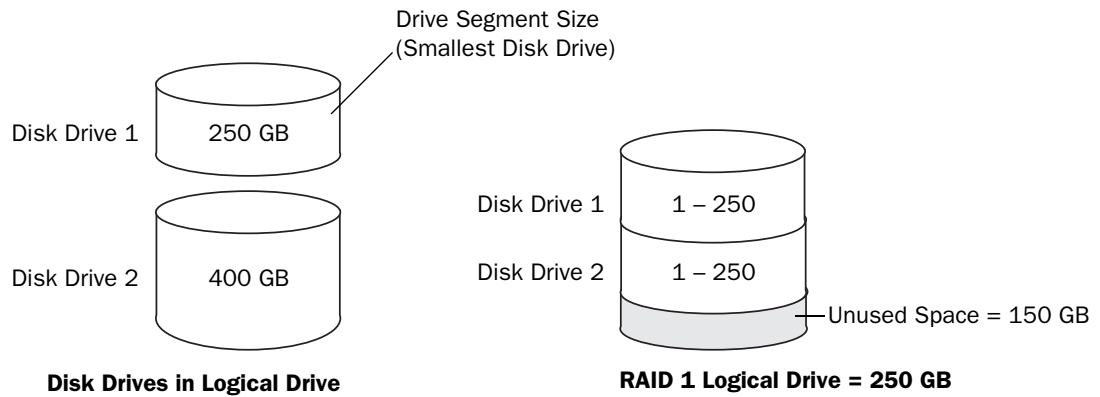 Drive Segment Size
(Smallest Disk Drive)
Disk Drive 1
250 GB
Disk Drive 2
400 GB
Disk Drives in Logical Drive
Disk Drive 1
1 – 250
Disk Drive 2
1 – 250
Unused Space = 150 GB
RAID 1 Logical Drive = 250 GB